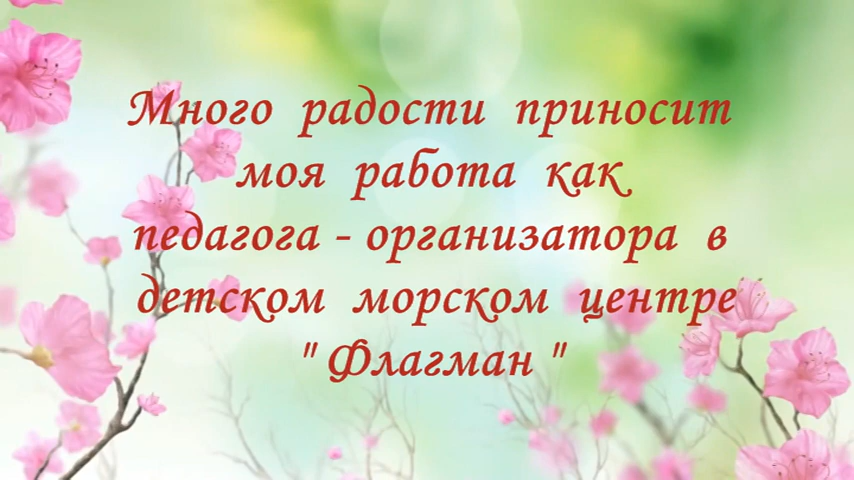 Много радости приносит
моя работа как
педагога - организатора в
детском морском центре
" Флагман "